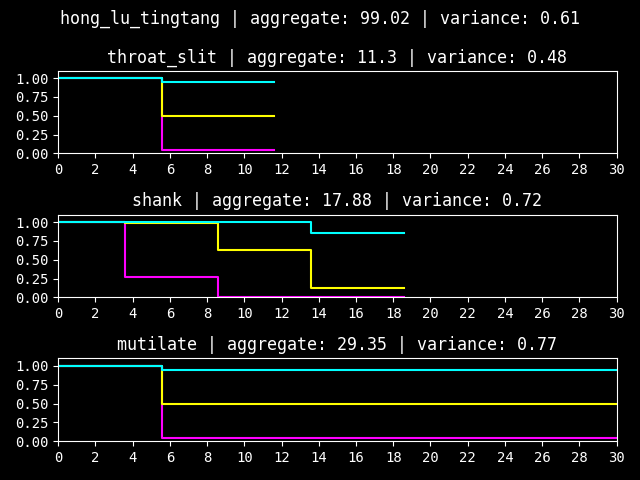 hong_lu_tingtang | aggregate: 99.02 | variance: 0.61
throat_slit | aggregate: 11.3 | variance: 0.48
1.00
0.75
0.50
0.25
0.00
0 2 4 6 8 10 12 14 16 18 20 22 24 26 28 30
shank | aggregate: 17.88 | variance: 0.72
1.00
0.75
0.50
0.25
0.00
0 2 4 6 8 10 12 14 16 18 20 22 24 26 28 30
mutilate | aggregate: 29.35 | variance: 0.77
1.00
0.75
0.50
0.25
0.00
0 2 4 6 8 10 12 14 16 18 20 22 24 26 28 30